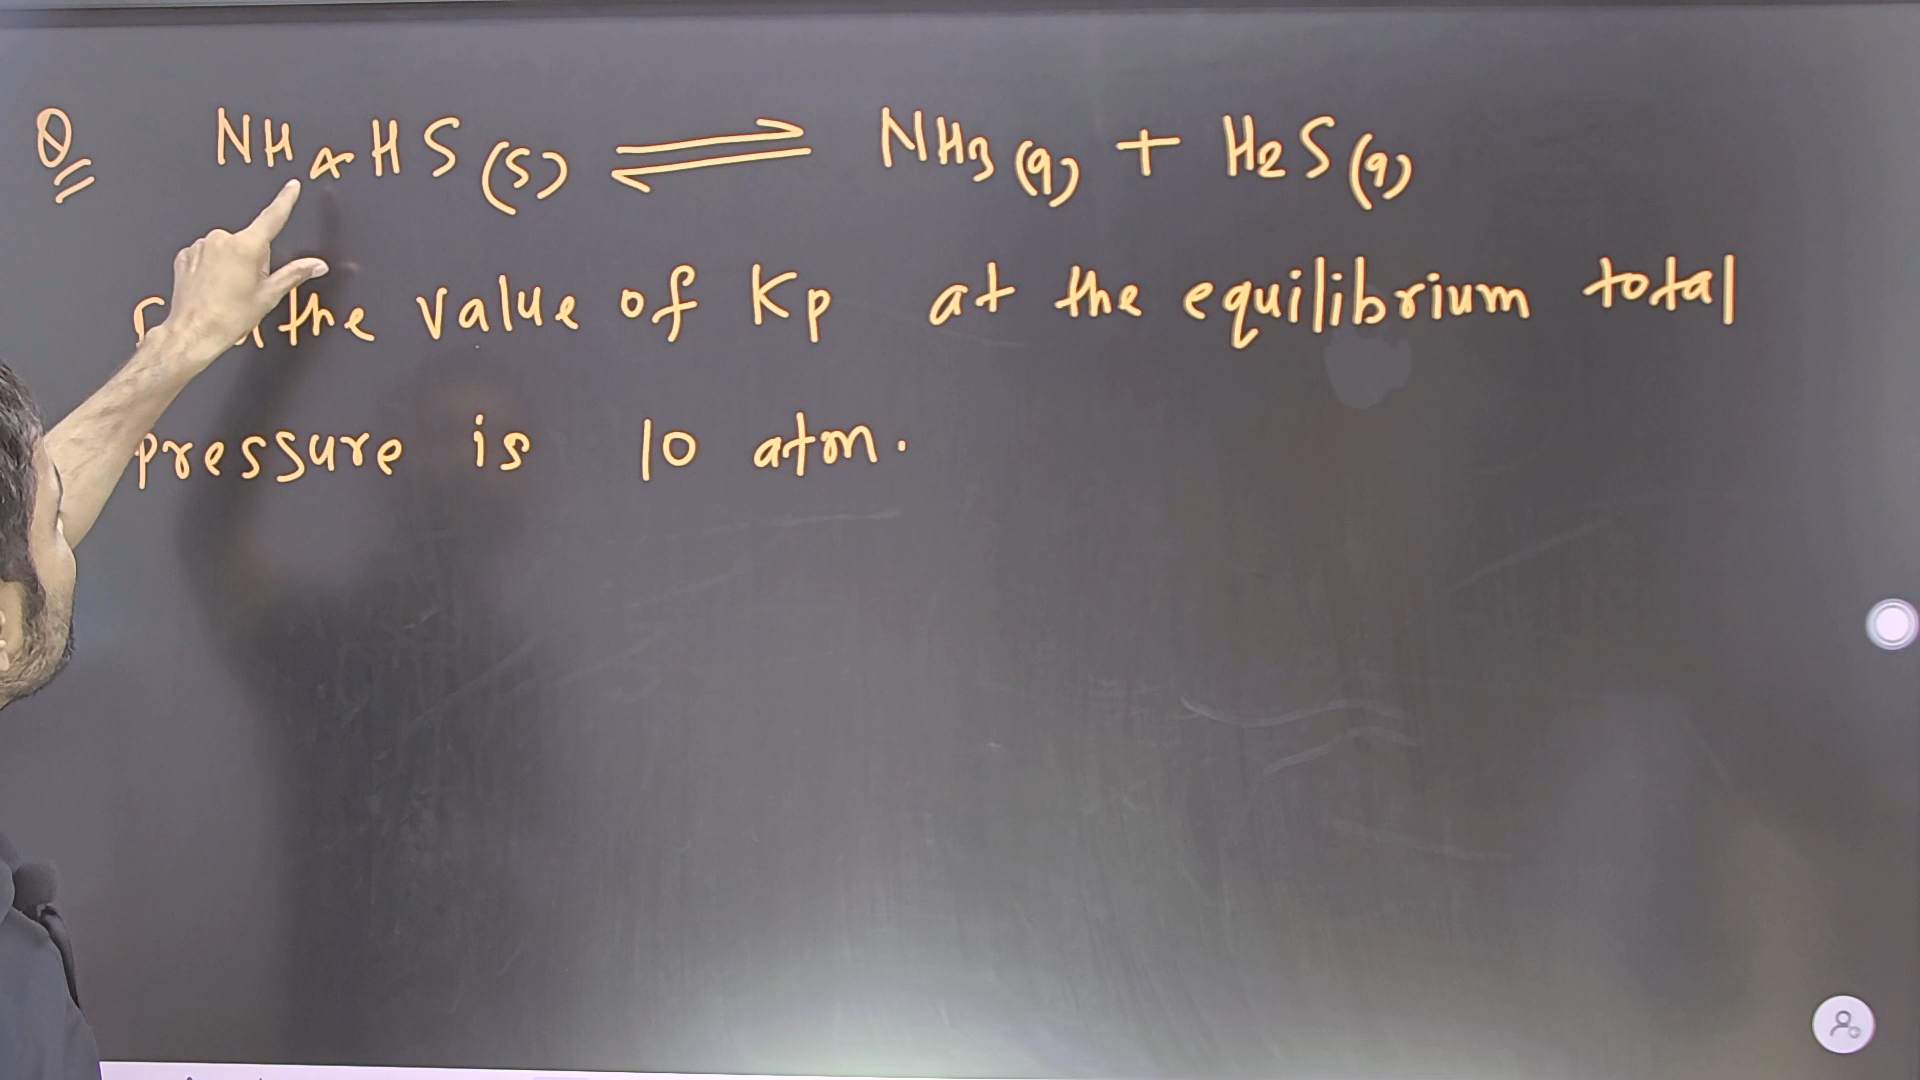 Q NH4HS(s) ⇌ NH3(g) + H2S(g)
the value of Kp at the equilibrium total
pressure is 10 atm.